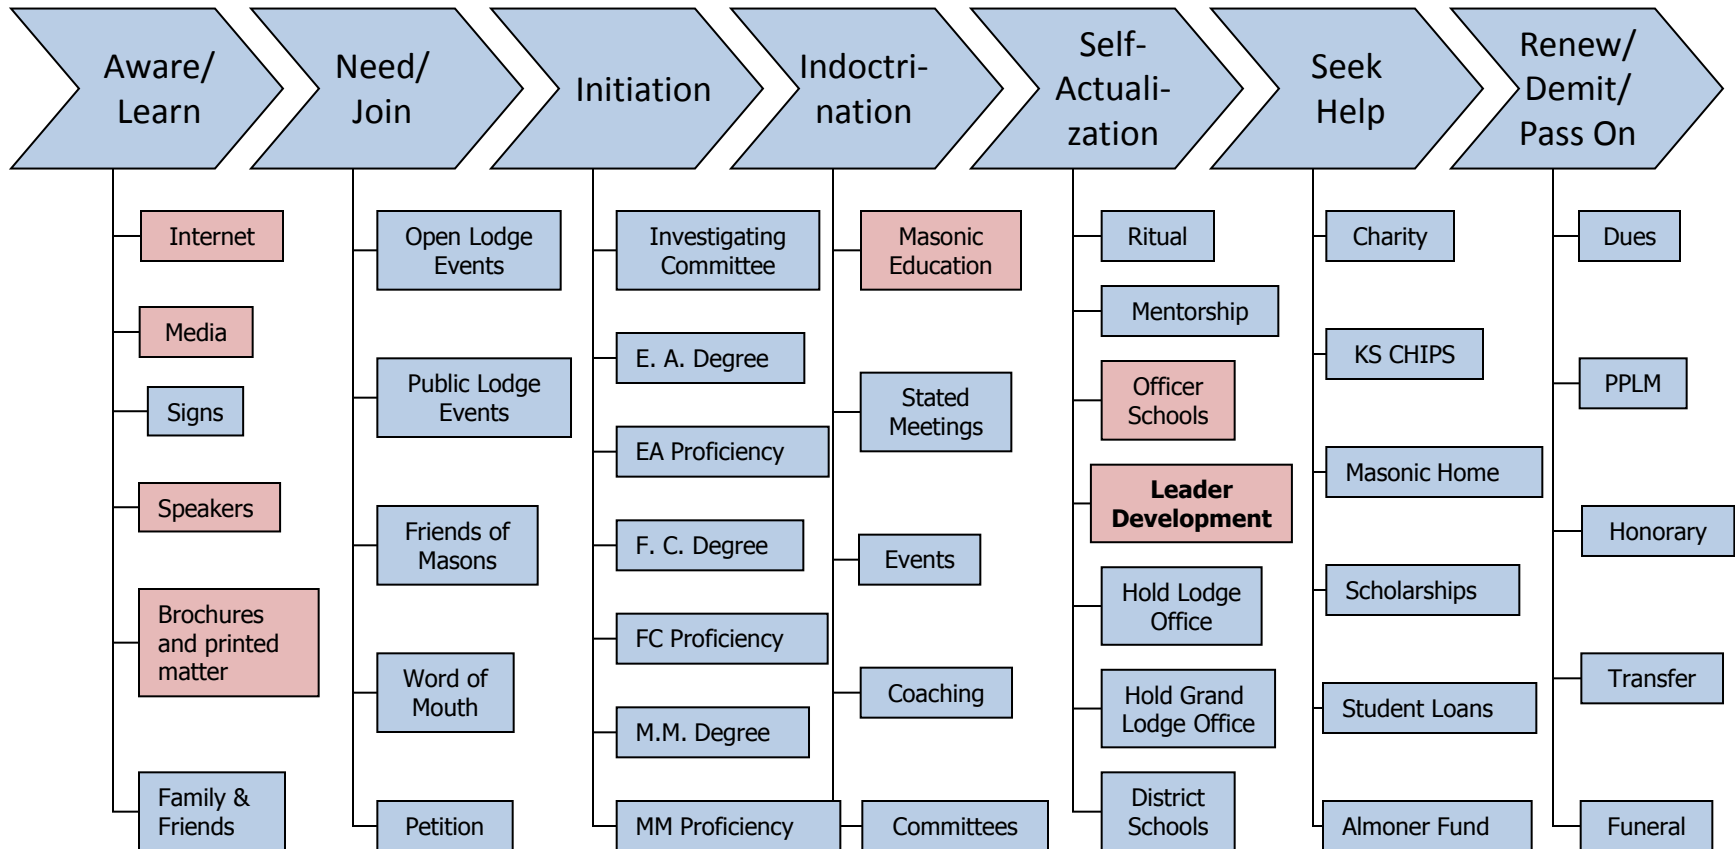 Aware/
Learn
Need/
Join
Initiation
Indoctri-
nation
Self-
Actuali-
zation
Seek
Help
Renew/
Demit/
Pass On
Internet
Media
Signs
Speakers
Brochures
and printed
matter
Family &
Friends
Open Lodge
Events
Public Lodge
Events
Friends of
Masons
Word of
Mouth
Petition
Investigating
Committee
E. A. Degree
EA Proficiency
F. C. Degree
FC Proficiency
M.M. Degree
MM Proficiency
Masonic
Education
Stated
Meetings
Events
Coaching
Committees
Ritual
Mentorship
Officer
Schools
Leader
Development
Hold Lodge
Office
Hold Grand
Lodge Office
District
Schools
Charity
KS CHIPS
Masonic Home
Scholarships
Student Loans
Almoner Fund
Dues
PPLM
Honorary
Transfer
Funeral